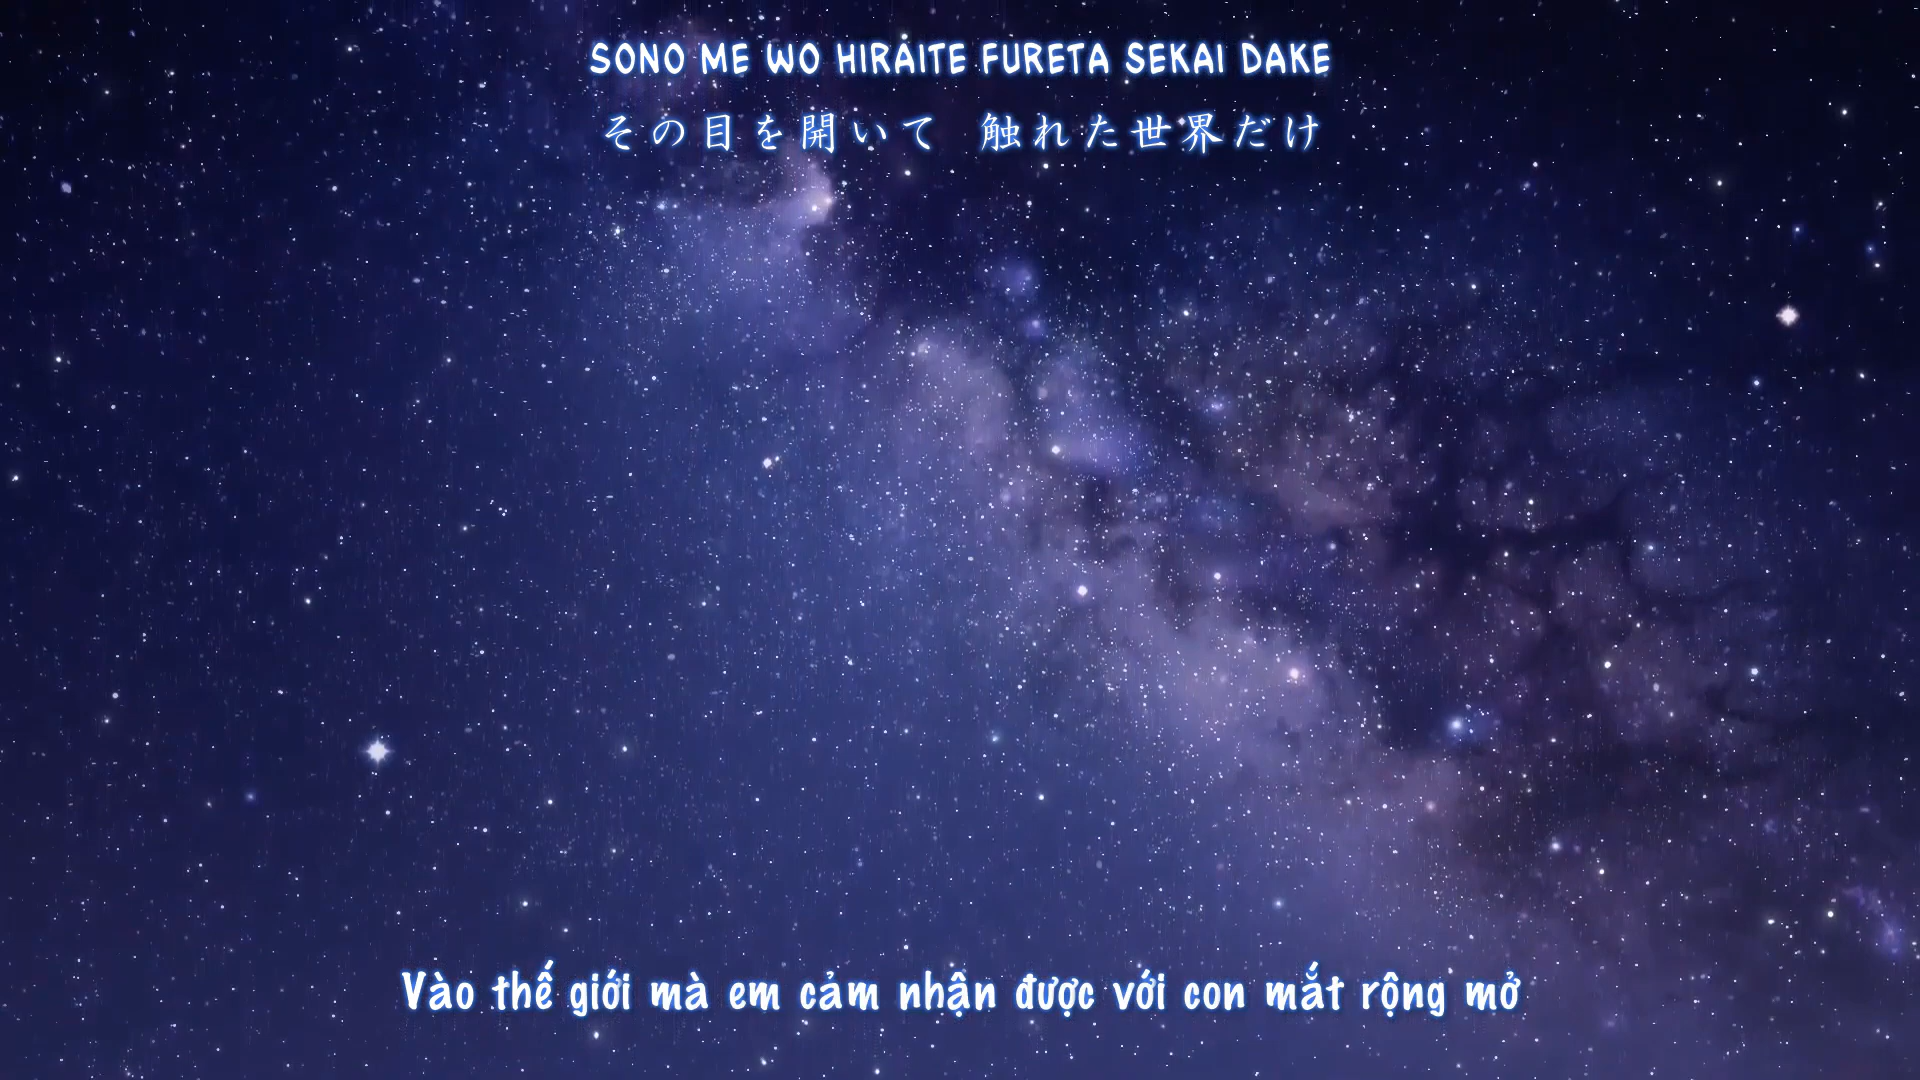 SONO ME WO HIRAITE FURETA SEKAI DAKE
その目を開いて　触れた世界だけ
Vào thế giới mà em cảm nhận được với con mắt rộng mở